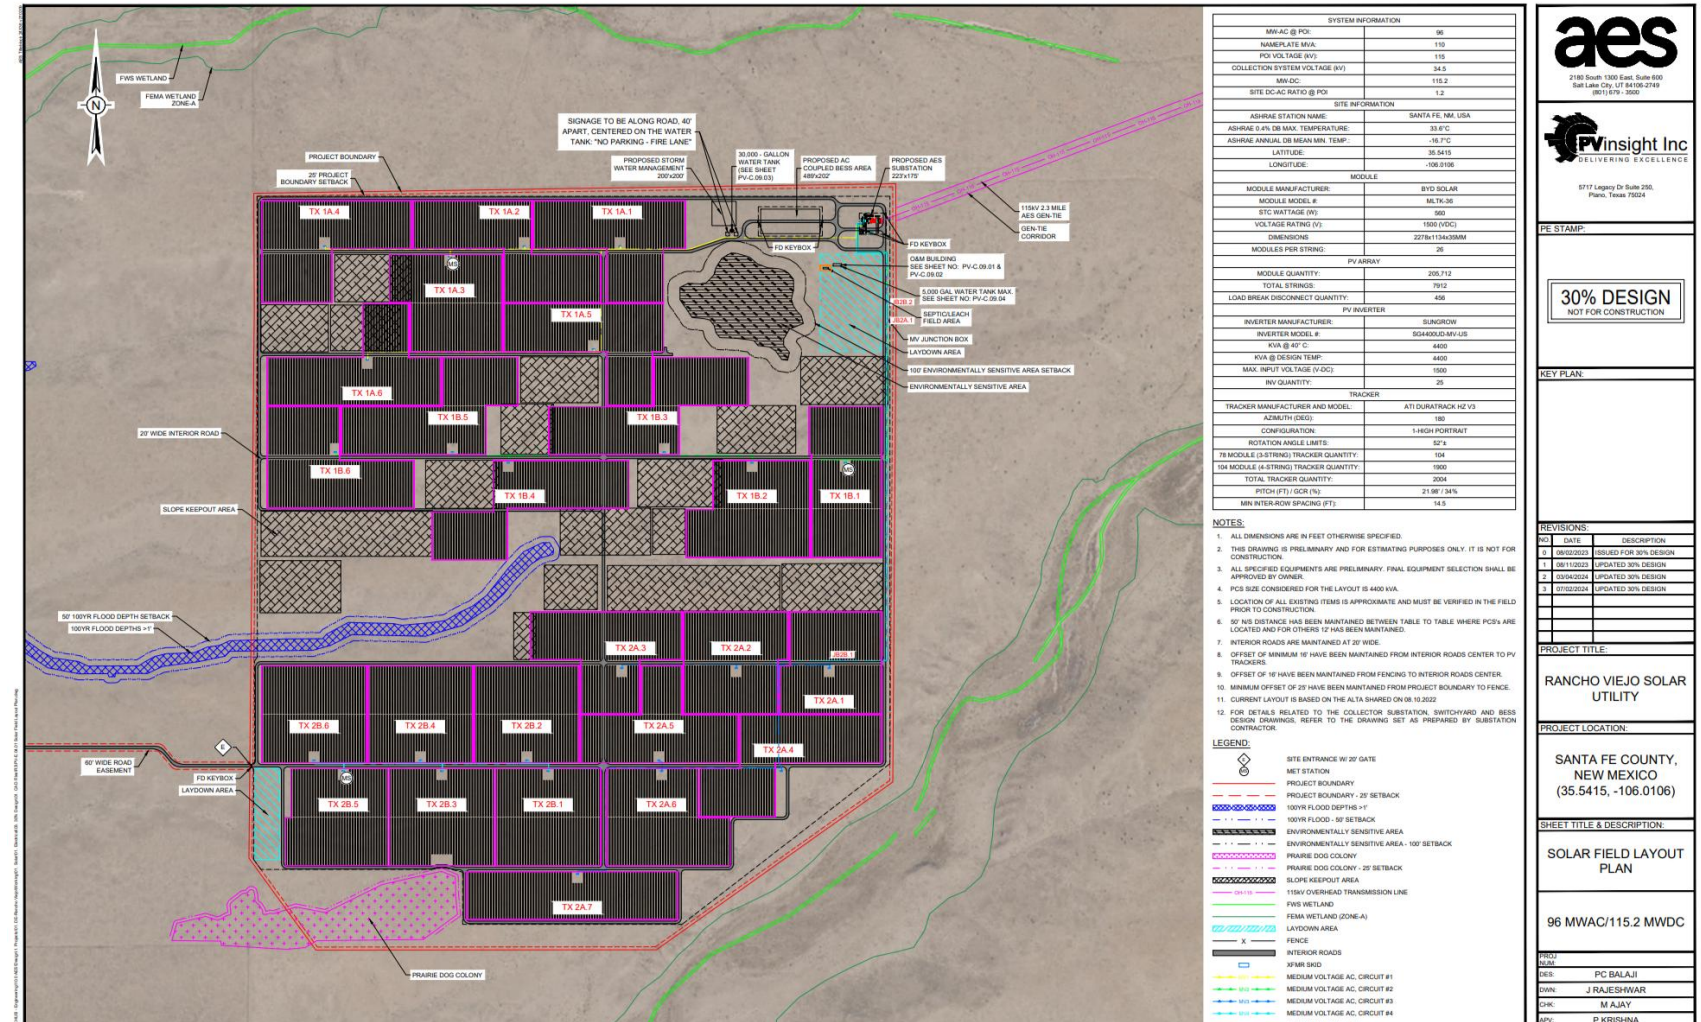 FWS WETLAND
FEMA WETLAND
ZONE-A
N
PROJECT BOUNDARY
25' PROJECT
BOUNDARY SETBACK
SIGNAGE TO BE ALONG ROAD, 40'
APART, CENTERED ON THE WATER
TANK: "NO PARKING - FIRE LANE"
PROPOSED STORM
WATER MANAGEMENT
200'x200'
30,000 - GALLON
WATER TANK
(SEE SHEET
PV-C.09.03)
PROPOSED AC
COUPLED BESS AREA
489'x202'
PROPOSED AES
SUBSTATION
223'x175'
115kV 2.3 MILE
AES GEN-TIE
GEN-TIE
CORRIDOR
FD KEYBOX
FD KEYBOX
O&M BUILDING
SEE SHEET NO: PV-C.09.01 &
PV-C.09.02
5,000 GAL WATER TANK MAX.
SEE SHEET NO: PV-C.09.04
JB2B.2
SEPTIC/LEACH
FIELD AREA
JB2A.1
MV JUNCTION BOX
LAYDOWN AREA
100' ENVIRONMENTALLY SENSITIVE AREA SETBACK
ENVIRONMENTALLY SENSITIVE AREA
TX 1A.4
TX 1A.2
TX 1A.1
MS
TX 1A.3
TX 1A.5
TX 1A.6
TX 1B.5
TX 1B.3
20' WIDE INTERIOR ROAD
TX 1B.6
TX 1B.4
TX 1B.2
TX 1B.1
MS
SLOPE KEEPOUT AREA
50' 100YR FLOOD DEPTH SETBACK
100YR FLOOD DEPTHS >1'
TX 2A.3
TX 2A.2
JB2B.1
TX 2A.1
TX 2B.6
TX 2B.4
TX 2B.2
TX 2A.5
TX 2A.4
E
60' WIDE ROAD
EASEMENT
FD KEYBOX
LAYDOWN AREA
MS
TX 2B.5
TX 2B.3
TX 2B.1
TX 2A.6
TX 2A.7
PRAIRIE DOG COLONY
SYSTEM INFORMATION
MW-AC @ POI: 96
NAMEPLATE MVA: 110
POI VOLTAGE (kV): 115
COLLECTION SYSTEM VOLTAGE (kV) 34.5
MW-DC: 115.2
SITE DC-AC RATIO @ POI 1.2
SITE INFORMATION
ASHRAE STATION NAME: SANTA FE, NM, USA
ASHRAE 0.4% DB MAX. TEMPERATURE: 33.6°C
ASHRAE ANNUAL DB MEAN MIN. TEMP.: -16.7°C
LATITUDE: 35.5415
LONGITUDE: -106.0106
MODULE
MODULE MANUFACTURER: BYD SOLAR
MODULE MODEL #: MLTK-36
STC WATTAGE (W): 560
VOLTAGE RATING (V): 1500 (VDC)
DIMENSIONS 2278x1134x35MM
MODULES PER STRING: 26
PV ARRAY
MODULE QUANTITY: 205,712
TOTAL STRINGS: 7912
LOAD BREAK DISCONNECT QUANTITY: 456
PV INVERTER
INVERTER MANUFACTURER: SUNGROW
INVERTER MODEL #: SG4400UD-MV-US
KVA @ 40° C: 4400
KVA @ DESIGN TEMP: 4400
MAX. INPUT VOLTAGE (V-DC): 1500
INV QUANTITY: 25
TRACKER
TRACKER MANUFACTURER AND MODEL: ATI DURATRACK HZ V3
AZIMUTH (DEG): 180
CONFIGURATION: 1-HIGH PORTRAIT
ROTATION ANGLE LIMITS: 52°±
78 MODULE (3-STRING) TRACKER QUANTITY: 104
104 MODULE (4-STRING) TRACKER QUANTITY: 1900
TOTAL TRACKER QUANTITY: 2004
PITCH (FT) / GCR (%): 21.98' / 34%
MIN INTER-ROW SPACING (FT): 14.5
NOTES:
1. ALL DIMENSIONS ARE IN FEET OTHERWISE SPECIFIED.
2. THIS DRAWING IS PRELIMINARY AND FOR ESTIMATING PURPOSES ONLY. IT IS NOT FOR
CONSTRUCTION.
3. ALL SPECIFIED EQUIPMENTS ARE PRELIMINARY. FINAL EQUIPMENT SELECTION SHALL BE
APPROVED BY OWNER.
4. PCS SIZE CONSIDERED FOR THE LAYOUT IS 4400 kVA.
5. LOCATION OF ALL EXISTING ITEMS IS APPROXIMATE AND MUST BE VERIFIED IN THE FIELD
PRIOR TO CONSTRUCTION.
6. 50' N/S DISTANCE HAS BEEN MAINTAINED BETWEEN TABLE TO TABLE WHERE PCS's ARE
LOCATED AND FOR OTHERS 12' HAS BEEN MAINTAINED.
7. INTERIOR ROADS ARE MAINTAINED AT 20' WIDE.
8. OFFSET OF MINIMUM 16' HAVE BEEN MAINTAINED FROM INTERIOR ROADS CENTER TO PV
TRACKERS.
9. OFFSET OF 16' HAVE BEEN MAINTAINED FROM FENCING TO INTERIOR ROADS CENTER.
10. MINIMUM OFFSET OF 25' HAVE BEEN MAINTAINED FROM PROJECT BOUNDARY TO FENCE.
11. CURRENT LAYOUT IS BASED ON THE ALTA SHARED ON 08.10.2022
12. FOR DETAILS RELATED TO THE COLLECTOR SUBSTATION, SWITCHYARD AND BESS
DESIGN DRAWINGS, REFER TO THE DRAWING SET AS PREPARED BY SUBSTATION
CONTRACTOR.
LEGEND:
E SITE ENTRANCE W/ 20' GATE
MS MET STATION
PROJECT BOUNDARY
PROJECT BOUNDARY - 25' SETBACK
100YR FLOOD DEPTHS >1'
100YR FLOOD - 50' SETBACK
ENVIRONMENTALLY SENSITIVE AREA
ENVIRONMENTALLY SENSITIVE AREA - 100' SETBACK
PRAIRIE DOG COLONY
PRAIRIE DOG COLONY - 25' SETBACK
SLOPE KEEPOUT AREA
OH-115 115kV OVERHEAD TRANSMISSION LINE
FWS WETLAND
FEMA WETLAND (ZONE-A)
LAYDOWN AREA
X FENCE
INTERIOR ROADS
XFMR SKID
MEDIUM VOLTAGE AC, CIRCUIT #1
MEDIUM VOLTAGE AC, CIRCUIT #2
MEDIUM VOLTAGE AC, CIRCUIT #3
MEDIUM VOLTAGE AC, CIRCUIT #4
aes
2180 South 1300 East, Suite 600
Salt Lake City, UT 84106-2749
(801) 679 - 3500
PVinsight Inc
DELIVERING EXCELLENCE
5717 Legacy Dr Suite 250,
Plano, Texas 75024
PE STAMP:
30% DESIGN
NOT FOR CONSTRUCTION
KEY PLAN:
REVISIONS:
NO. DATE DESCRIPTION
0 08/02/2023 ISSUED FOR 30% DESIGN
1 08/11/2023 UPDATED 30% DESIGN
2 03/04/2024 UPDATED 30% DESIGN
3 07/02/2024 UPDATED 30% DESIGN
PROJECT TITLE:
RANCHO VIEJO SOLAR
UTILITY
PROJECT LOCATION:
SANTA FE COUNTY,
NEW MEXICO
(35.5415, -106.0106)
SHEET TITLE & DESCRIPTION:
SOLAR FIELD LAYOUT
PLAN
96 MWAC/115.2 MWDC
PROJ
NUM:
DES: PC BALAJI
DWN: J RAJESHWAR
CHK: M AJAY
APV: P KRISHNA